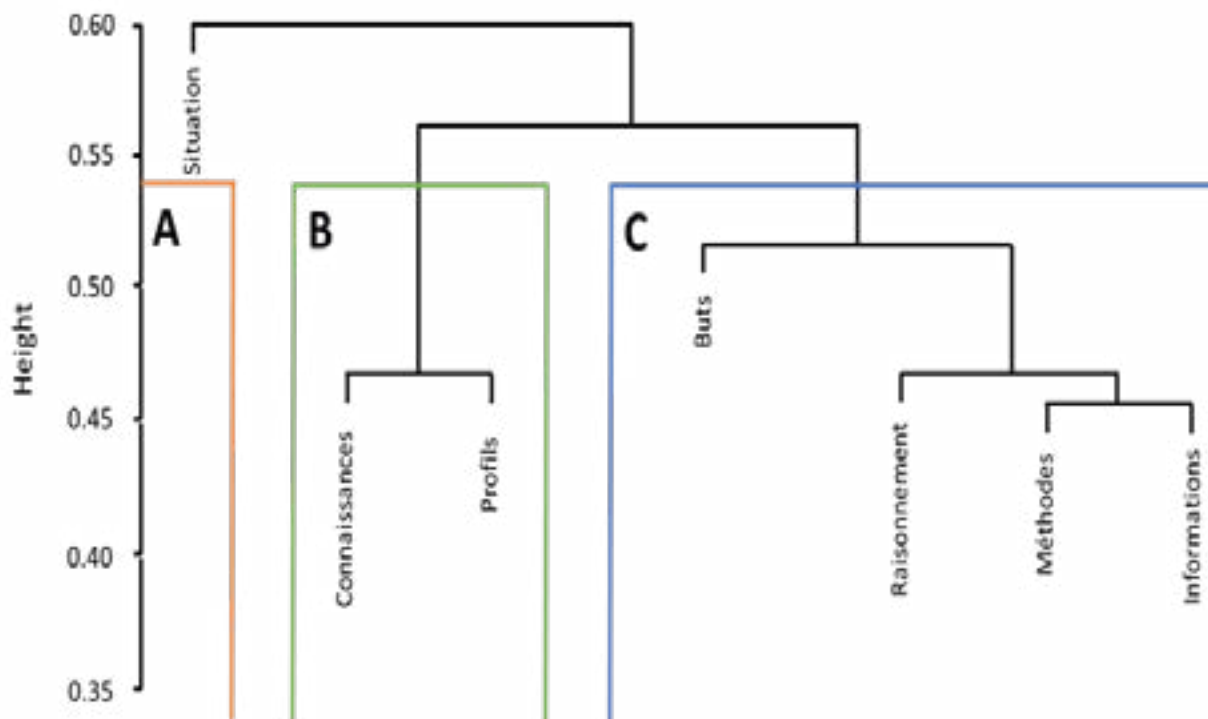 0.60
Situation
0.55
A
B
C
0.50
Buts
Height
0.45
Connaissances
Profils
Raisonnement
Méthodes
Informations
0.40
0.35